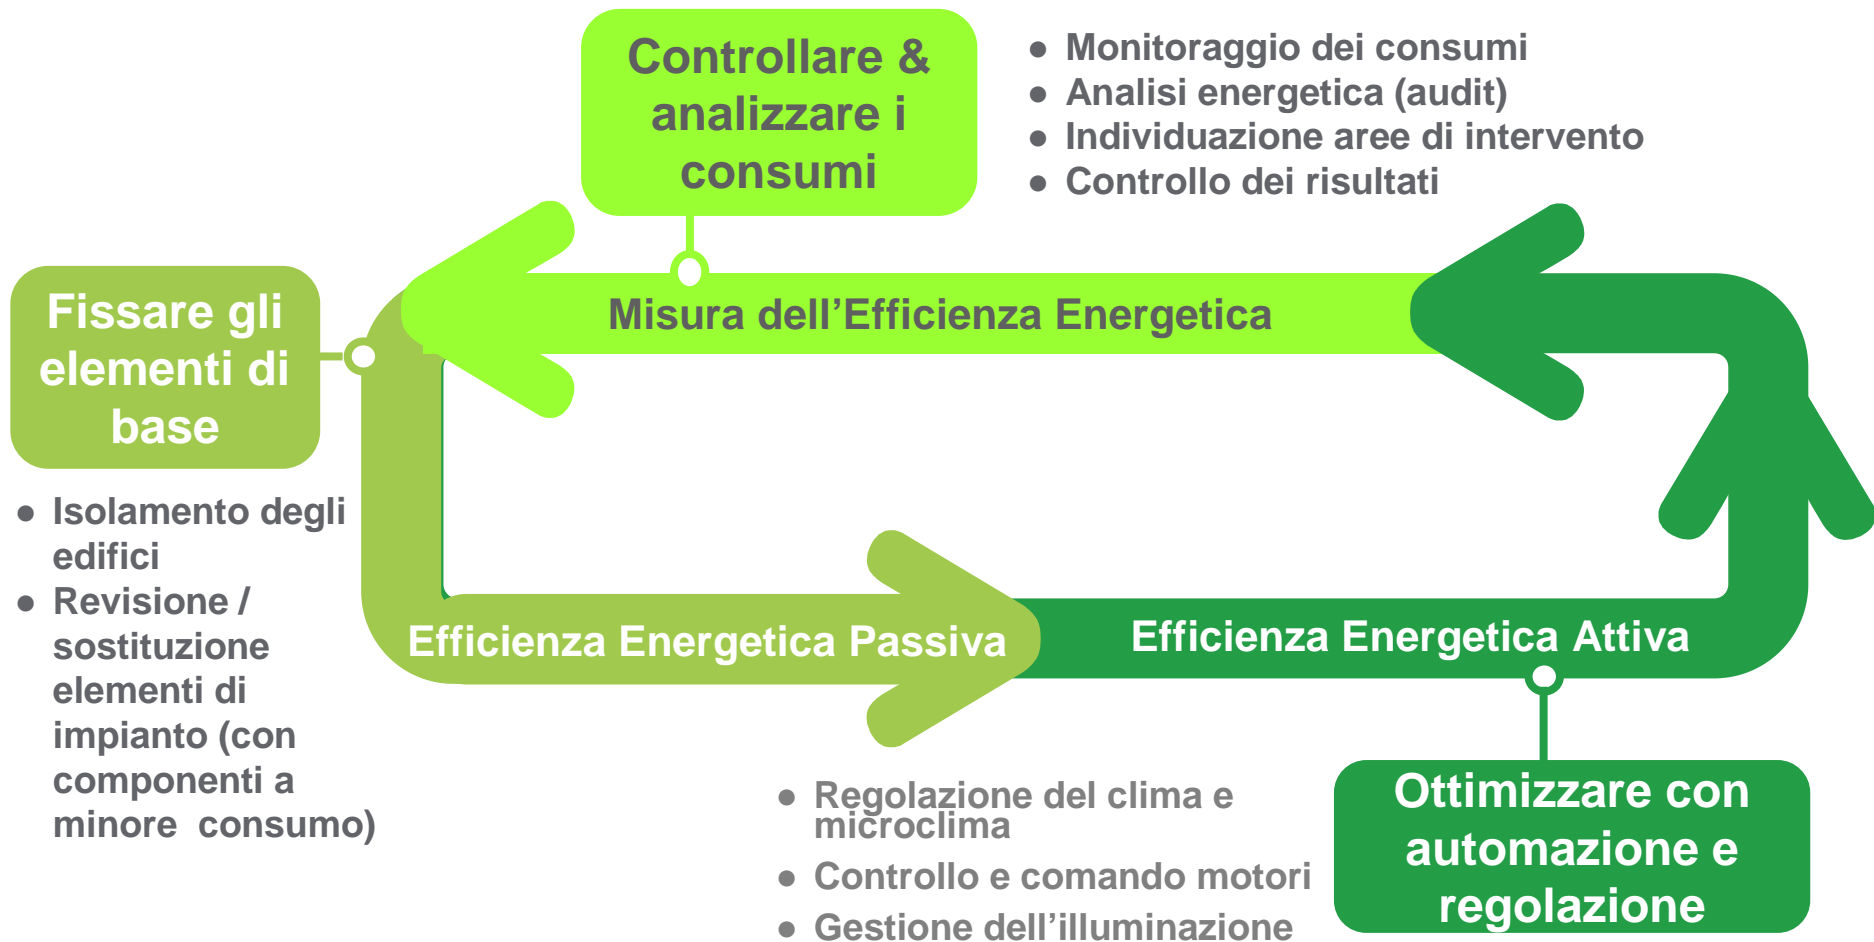 Controllare &
analizzare i
consumi
● Monitoraggio dei consumi
● Analisi energetica (audit)
● Individuazione aree di intervento
● Controllo dei risultati
Misura dell’Efficienza Energetica
Fissare gli
elementi di
base
● Isolamento degli
edifici
● Revisione /
sostituzione
elementi di
impianto (con
componenti a
minore consumo)
Efficienza Energetica Passiva
Efficienza Energetica Attiva
● Regolazione del clima e
microclima
● Controllo e comando motori
● Gestione dell’illuminazione
Ottimizzare con
automazione e
regolazione